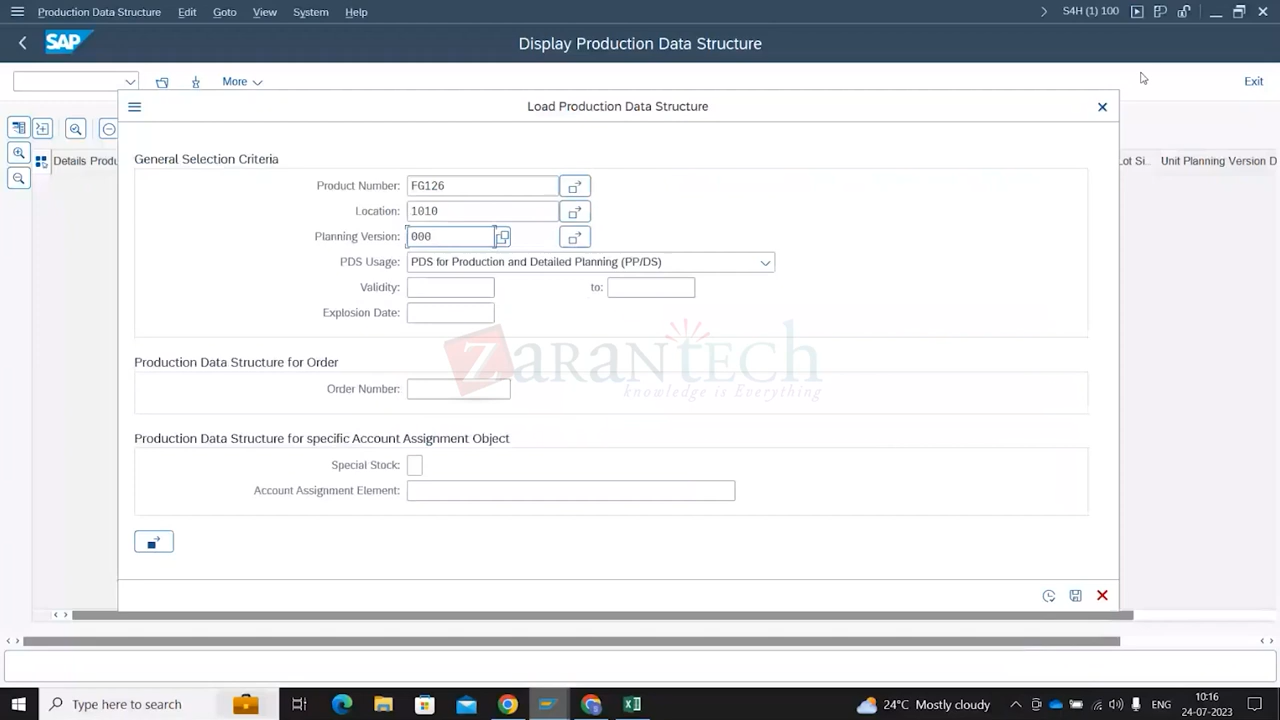 Production Data Structure Edit Goto View System Help S4H (1) 100
SAP Display Production Data Structure
More Exit
Load Production Data Structure
Details Produ Lot Si... Unit Planning Version D
General Selection Criteria
Product Number: FG126
Location: 1010
Planning Version: 000
PDS Usage: PDS for Production and Detailed Planning (PP/DS)
Validity: to:
Explosion Date:
ZARANTech
knowledge is Everything
Production Data Structure for Order
Order Number:
Production Data Structure for specific Account Assignment Object
Special Stock:
Account Assignment Element:
Type here to search 24°C Mostly cloudy ENG 10:16
24-07-2023